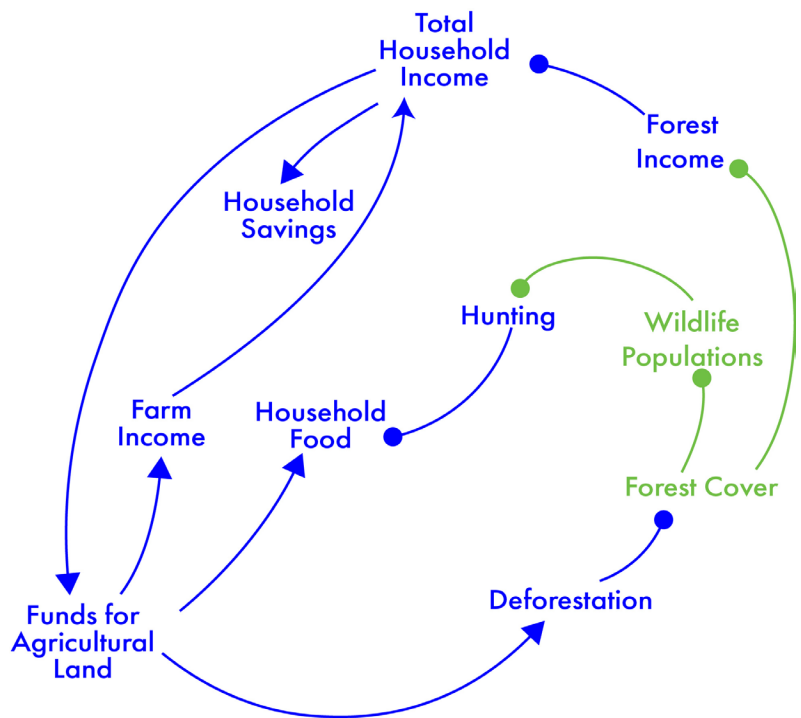 Total
Household
Income
Forest
Income
Household
Savings
Hunting
Wildlife
Populations
Farm
Income
Household
Food
Forest Cover
Deforestation
Funds for
Agricultural
Land